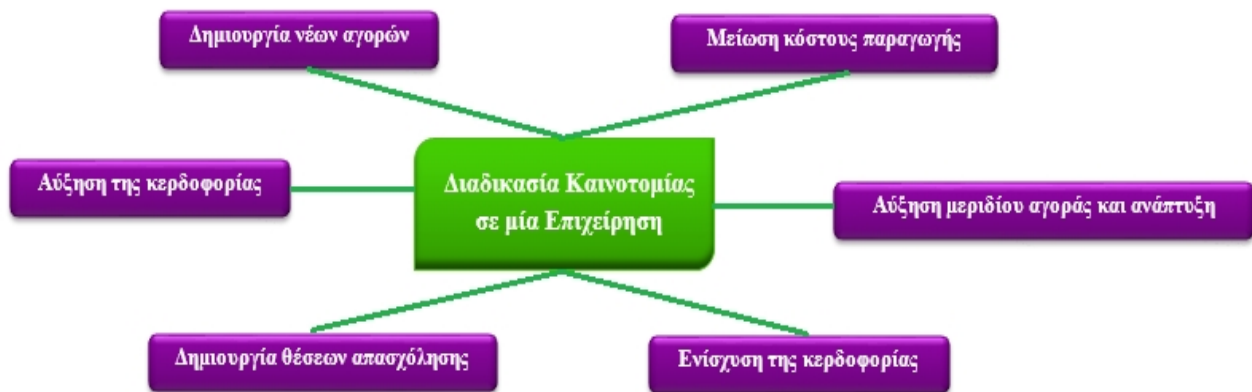 Δημιουργία νέων αγορών
Μείωση κόστους παραγωγής
Αύξηση της κερδοφορίας
Διαδικασία Καινοτομίας
σε μία Επιχείρηση
Αύξηση μεριδίου αγοράς και ανάπτυξη
Δημιουργία θέσεων απασχόλησης
Ενίσχυση της κερδοφορίας